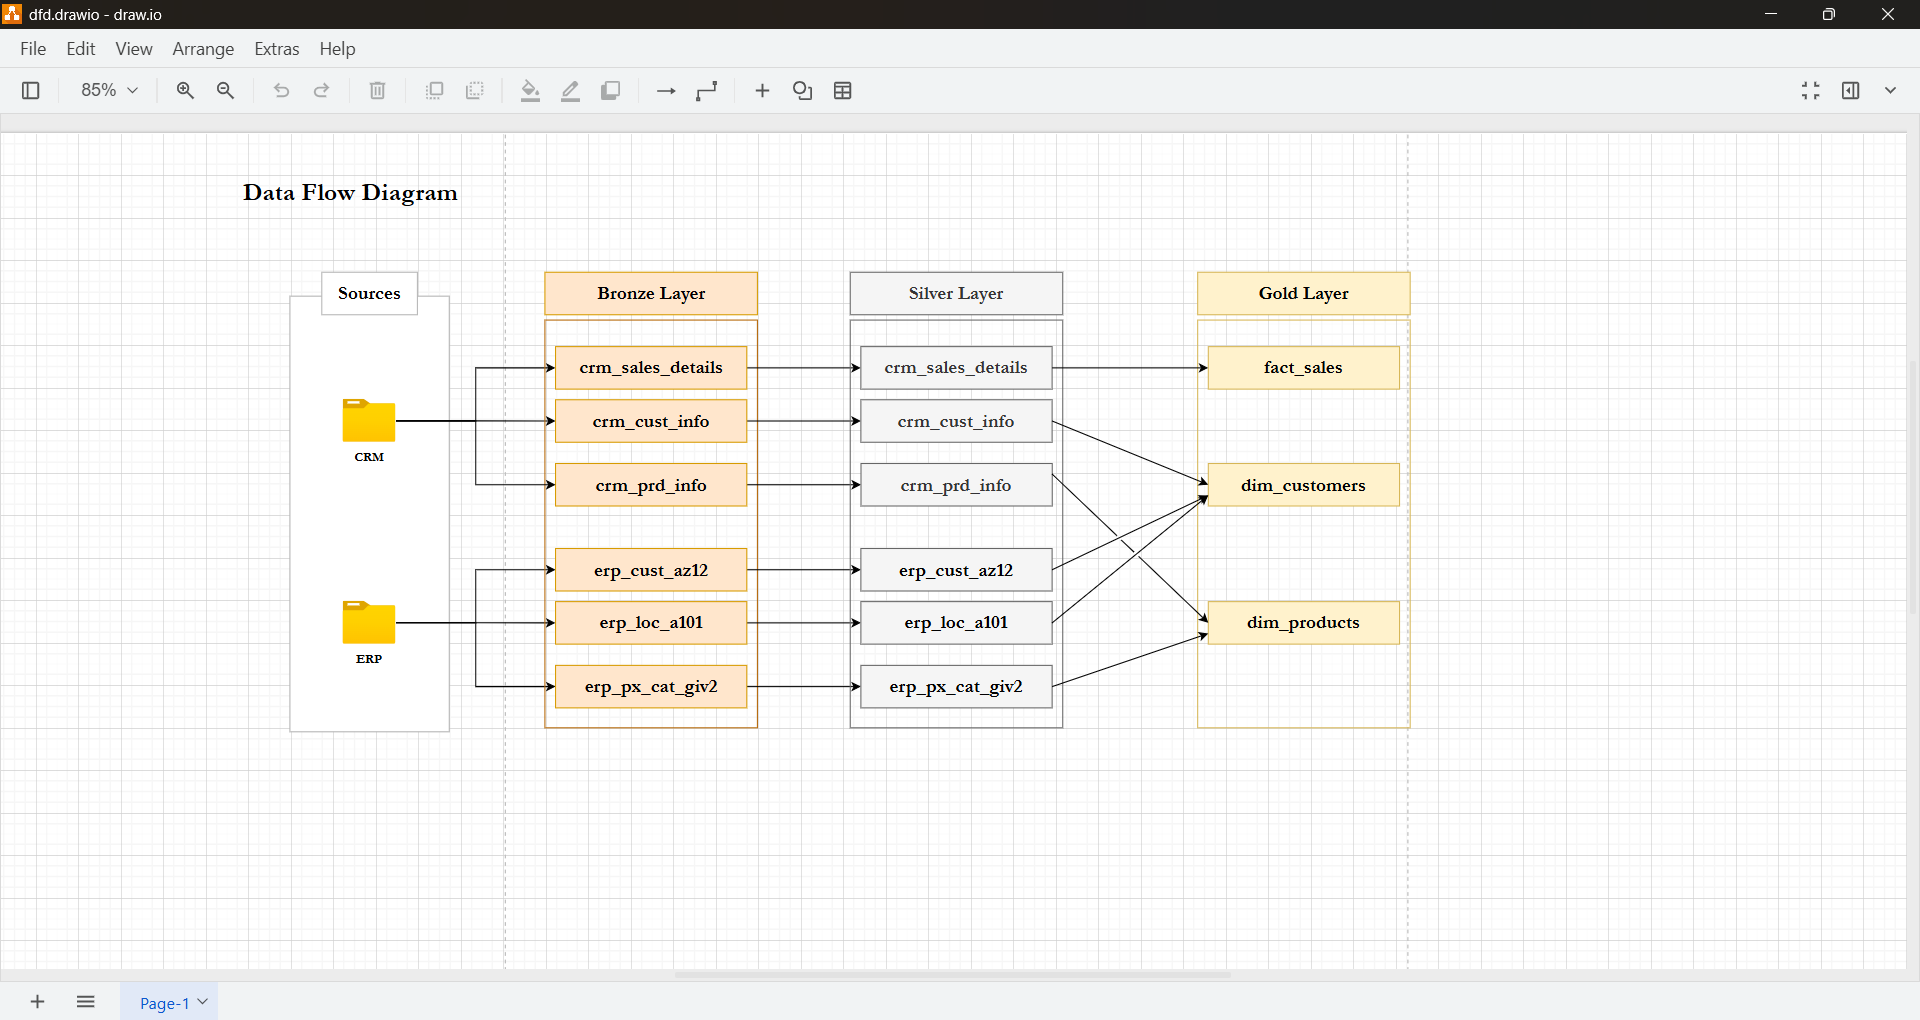 dfd.drawio - draw.io
File Edit View Arrange Extras Help
85%
Data Flow Diagram
Sources
Bronze Layer
Silver Layer
Gold Layer
crm_sales_details
crm_sales_details
fact_sales
crm_cust_info
crm_cust_info
CRM
crm_prd_info
crm_prd_info
dim_customers
erp_cust_az12
erp_cust_az12
erp_loc_a101
erp_loc_a101
dim_products
ERP
erp_px_cat_giv2
erp_px_cat_giv2
Page-1